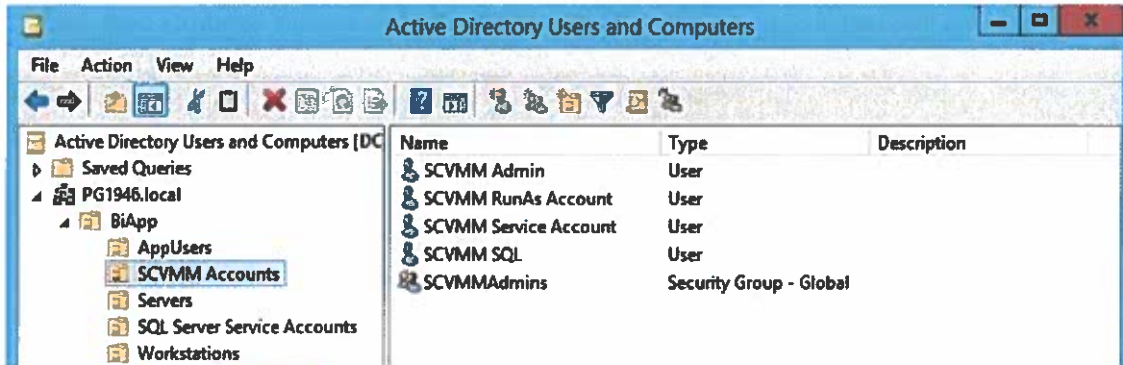 Active Directory Users and Computers
File Action View Help
Active Directory Users and Computers [DC
Saved Queries
PG1946.local
BiApp
AppUsers
SCVMM Accounts
Servers
SQL Server Service Accounts
Workstations
Name Type Description
SCVMM Admin User
SCVMM RunAs Account User
SCVMM Service Account User
SCVMM SQL User
SCVMMAdmins Security Group - Global